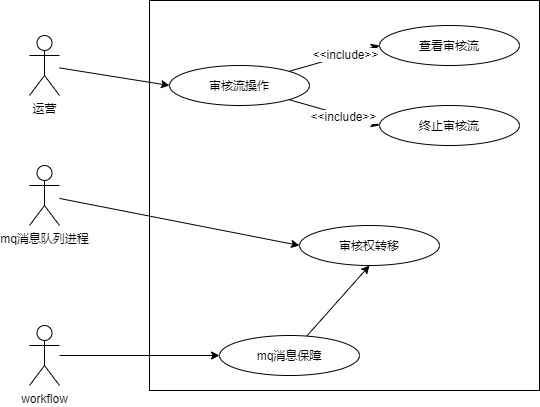 查看审核流
<<include>>
审核流操作
运营
<<include>>
终止审核流
mq消息队列进程
审核权转移
mq消息保障
workflow